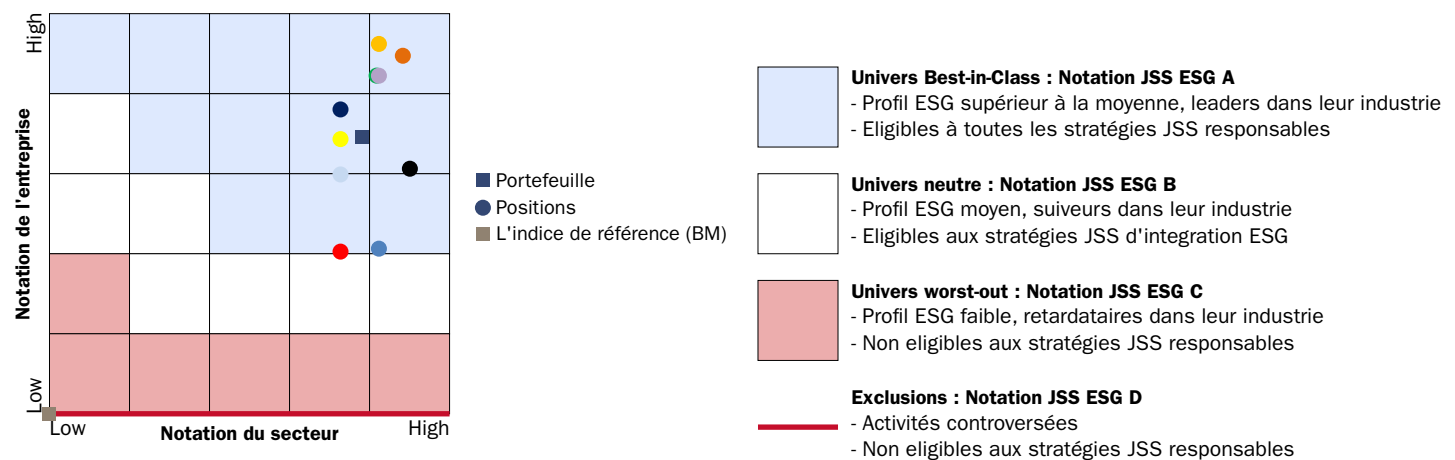 High
Notation de l'entreprise
Low
Low
Notation du secteur
High
Portefeuille
Positions
L'indice de référence (BM)
Univers Best-in-Class : Notation JSS ESG A
- Profil ESG supérieur à la moyenne, leaders dans leur industrie
- Eligibles à toutes les stratégies JSS responsables
Univers neutre : Notation JSS ESG B
- Profil ESG moyen, suiveurs dans leur industrie
- Eligibles aux stratégies JSS d'integration ESG
Univers worst-out : Notation JSS ESG C
- Profil ESG faible, retardataires dans leur industrie
- Non eligibles aux stratégies JSS responsables
Exclusions : Notation JSS ESG D
- Activités controversées
- Non eligibles aux stratégies JSS responsables